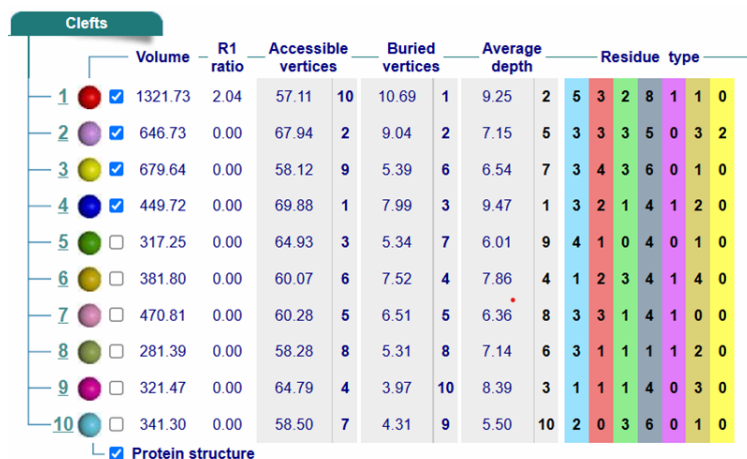 Clefts
Volume R1 ratio Accessible vertices Buried vertices Average depth Residue type
1 1321.73 2.04 57.11 10 10.69 1 9.25 2 5 3 2 8 1 1 0
2 646.73 0.00 67.94 2 9.04 2 7.15 5 3 3 3 5 0 3 2
3 679.64 0.00 58.12 9 5.39 6 6.54 7 3 4 3 6 0 1 0
4 449.72 0.00 69.88 1 7.99 3 9.47 1 3 2 1 4 1 2 0
5 317.25 0.00 64.93 3 5.34 7 6.01 9 4 1 0 4 0 1 0
6 381.80 0.00 60.07 6 7.52 4 7.86 4 1 2 3 4 1 4 0
7 470.81 0.00 60.28 5 6.51 5 6.36 8 3 3 1 4 1 0 0
8 281.39 0.00 58.28 8 5.31 8 7.14 6 3 1 1 1 1 2 0
9 321.47 0.00 64.79 4 3.97 10 8.39 3 1 1 1 4 0 3 0
10 341.30 0.00 58.50 7 4.31 9 5.50 10 2 0 3 6 0 1 0
Protein structure